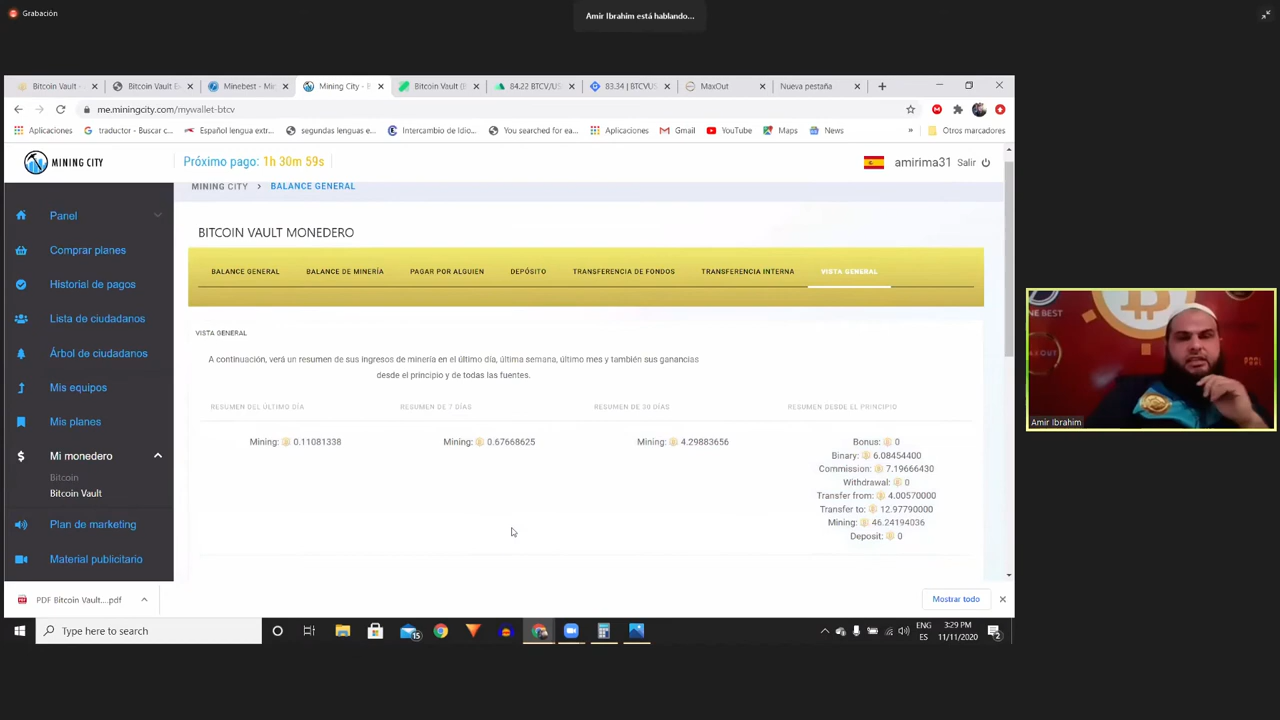 Grabación
Amir Ibrahim está hablando...
Bitcoin Vault
Bitcoin Vault E
Minebest - Mi
Mining City - B
Bitcoin Vault (B
84.22 BTCV/US
83.34 | BTCVUS
MaxOut
Nueva pestaña
me.miningcity.com/mywallet-btcv
Aplicaciones
traductor - Buscar c...
Español lengua extr...
segundas lenguas e...
Intercambio de Idio...
You searched for ea...
Aplicaciones
Gmail
YouTube
Maps
News
»
Otros marcadores
MINING CITY
Próximo pago: 1h 30m 59s
amirima31 Salir
MINING CITY > BALANCE GENERAL
Panel
Comprar planes
Historial de pagos
Lista de ciudadanos
Árbol de ciudadanos
Mis equipos
Mis planes
$ Mi monedero
Bitcoin
Bitcoin Vault
Plan de marketing
Material publicitario
BITCOIN VAULT MONEDERO
BALANCE GENERAL
BALANCE DE MINERÍA
PAGAR POR ALGUIEN
DEPÓSITO
TRANSFERENCIA DE FONDOS
TRANSFERENCIA INTERNA
VISTA GENERAL
VISTA GENERAL
A continuación, verá un resumen de sus ingresos de minería en el último día, última semana, último mes y también sus ganancias
desde el principio y de todas las fuentes.
RESUMEN DEL ÚLTIMO DÍA
RESUMEN DE 7 DÍAS
RESUMEN DE 30 DÍAS
RESUMEN DESDE EL PRINCIPIO
Mining: 0.11081338
Mining: 0.67668625
Mining: 4.29883656
Bonus: 0
Binary: 6.08454400
Commission: 7.19666430
Withdrawal: 0
Transfer from: 4.00570000
Transfer to: 12.97790000
Mining: 46.24194036
Deposit: 0
NE BEST
OUT
POOL
Amir Ibrahim
PDF Bitcoin Vault....pdf
Mostrar todo
Type here to search
15
ENG
ES
3:29 PM
11/11/2020
2